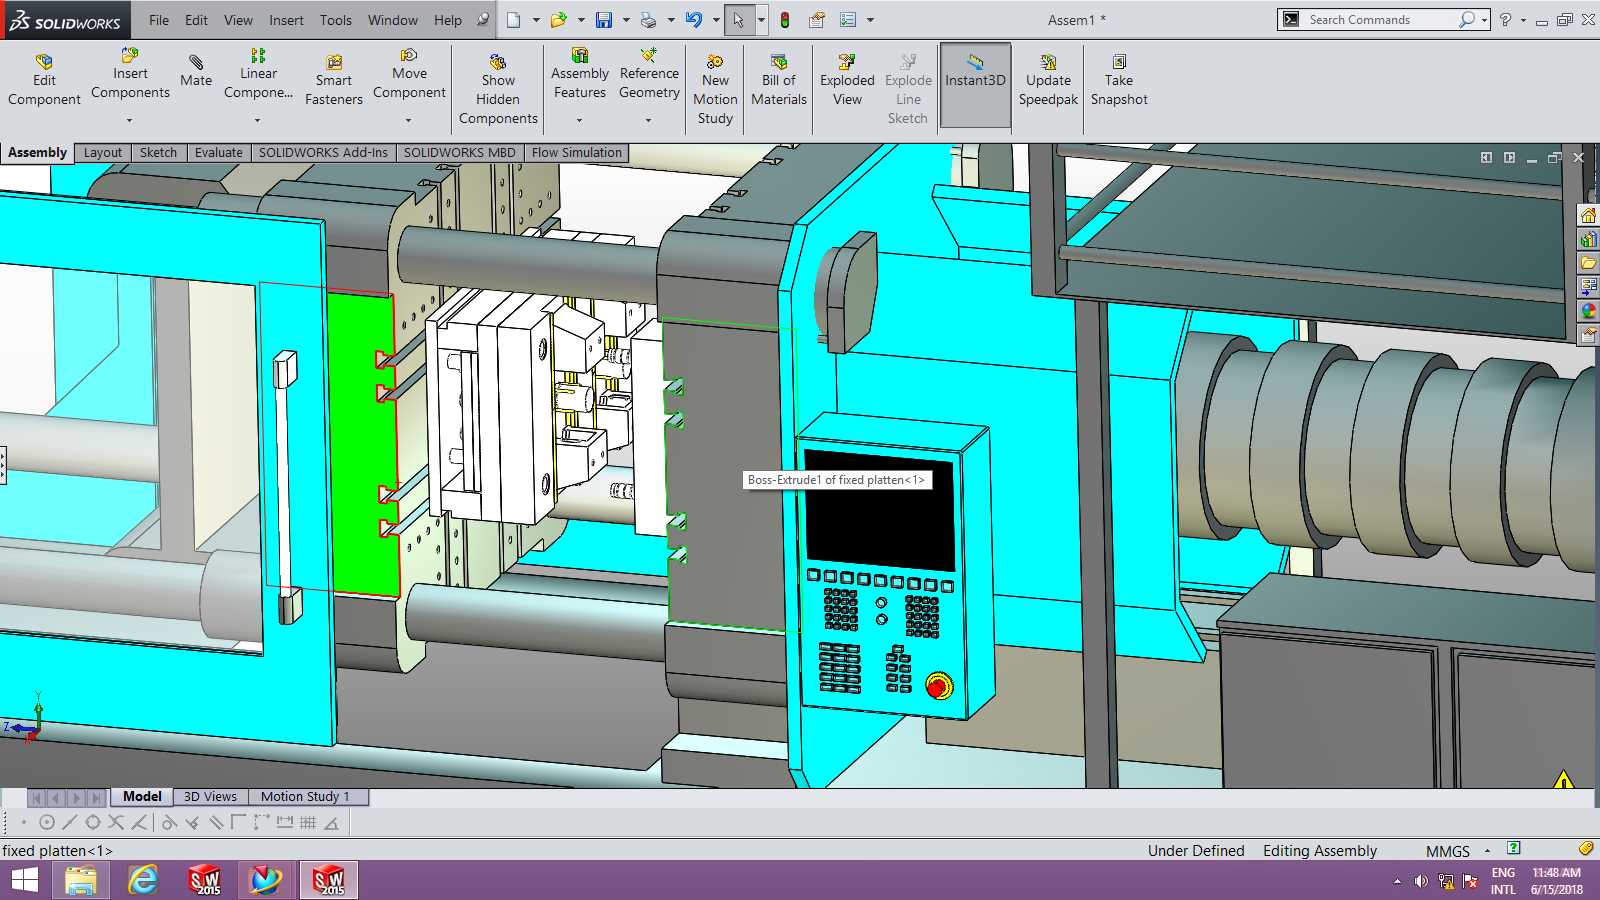 SOLIDWORKS File Edit View Insert Tools Window Help Assem1 * Search Commands
Edit Component
Insert Components
Mate
Linear Compone...
Smart Fasteners
Move Component
Show Hidden Components
Assembly Features
Reference Geometry
New Motion Study
Bill of Materials
Exploded View
Explode Line Sketch
Instant3D
Update Speedpak
Take Snapshot
Assembly Layout Sketch Evaluate SOLIDWORKS Add-Ins SOLIDWORKS MBD Flow Simulation
Boss-Extrude1 of fixed platten<1>
Y
Z
Model 3D Views Motion Study 1
fixed platten<1> Under Defined Editing Assembly MMGS
SW 2015 SW 2015
ENG 11:48 AM
INTL 6/15/2018